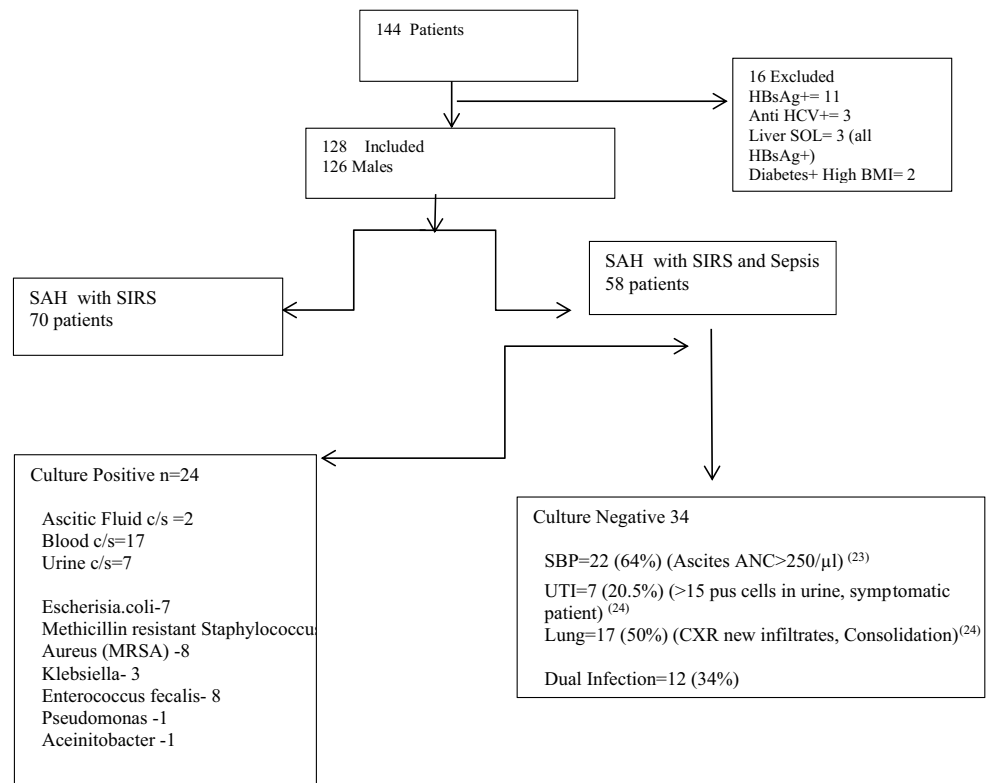 144 Patients
16 Excluded
HBsAg+= 11
Anti HCV+= 3
Liver SOL= 3 (all
HBsAg+)
Diabetes+ High BMI= 2
128 Included
126 Males
SAH with SIRS
70 patients
SAH with SIRS and Sepsis
58 patients
Culture Positive n=24
Ascitic Fluid c/s =2
Blood c/s=17
Urine c/s=7
Escherisia.coli-7
Methicillin resistant Staphylococcus
Aureus (MRSA) -8
Klebsiella- 3
Enterococcus fecalis- 8
Pseudomonas -1
Aceinitobacter -1
Culture Negative 34
SBP=22 (64%) (Ascites ANC>250/µl) (23)
UTI=7 (20.5%) (>15 pus cells in urine, symptomatic
patient) (24)
Lung=17 (50%) (CXR new infiltrates, Consolidation)(24)
Dual Infection=12 (34%)